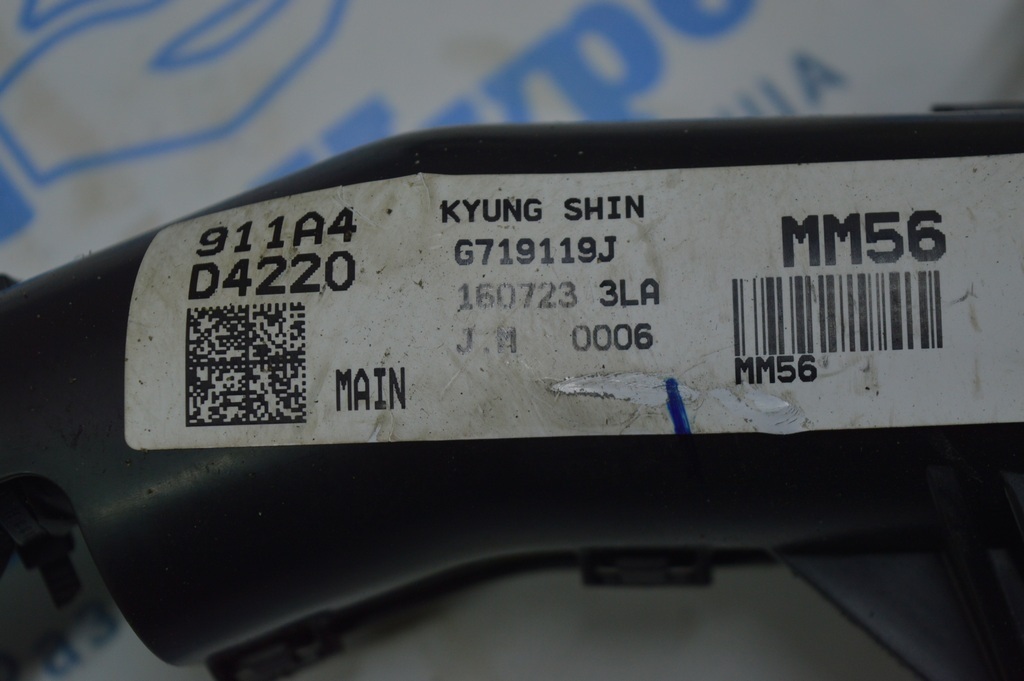 911A4
D4220
MAIN
KYUNG SHIN
G719119J
160723 3LA
J.M 0006
MM56
MM56